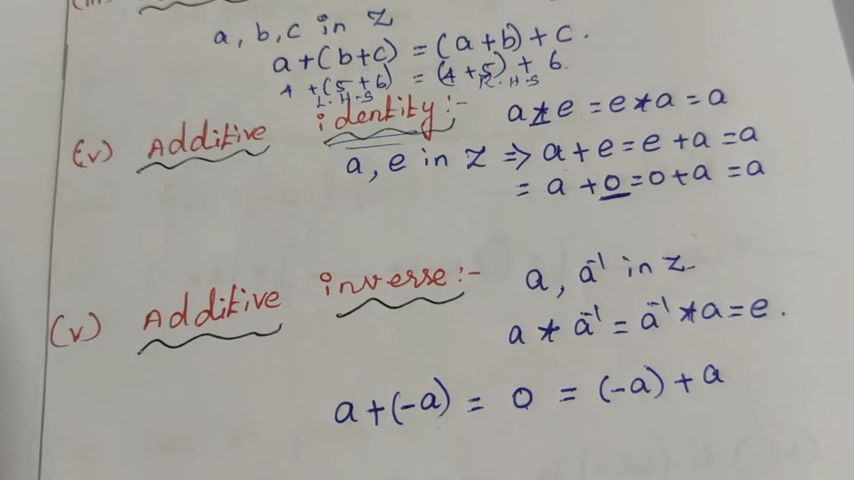 a, b, c in Z
a+(b+c) = (a+b)+c.
4 +(5+6) = (4+5)+6.
L.H.S R.H.S
(v) Additive identity:- a * e = e * a = a
a, e in Z ⇒ a+e = e+a = a
= a+0 = 0+a = a
(v) Additive inverse:- a, a⁻¹ in Z
a * a⁻¹ = a⁻¹ * a = e.
a+(-a) = 0 = (-a)+a